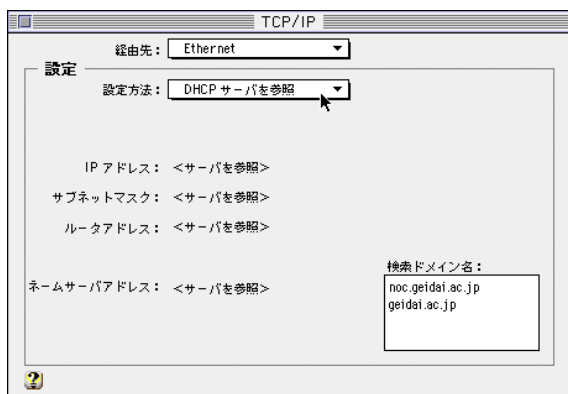 TCP/IP
経由先： Ethernet
設定
設定方法： DHCP サーバを参照
IP アドレス： <サーバを参照>
サブネットマスク： <サーバを参照>
ルータアドレス： <サーバを参照>
検索ドメイン名：
ネームサーバアドレス： <サーバを参照>
noc.geidai.ac.jp
geidai.ac.jp
?